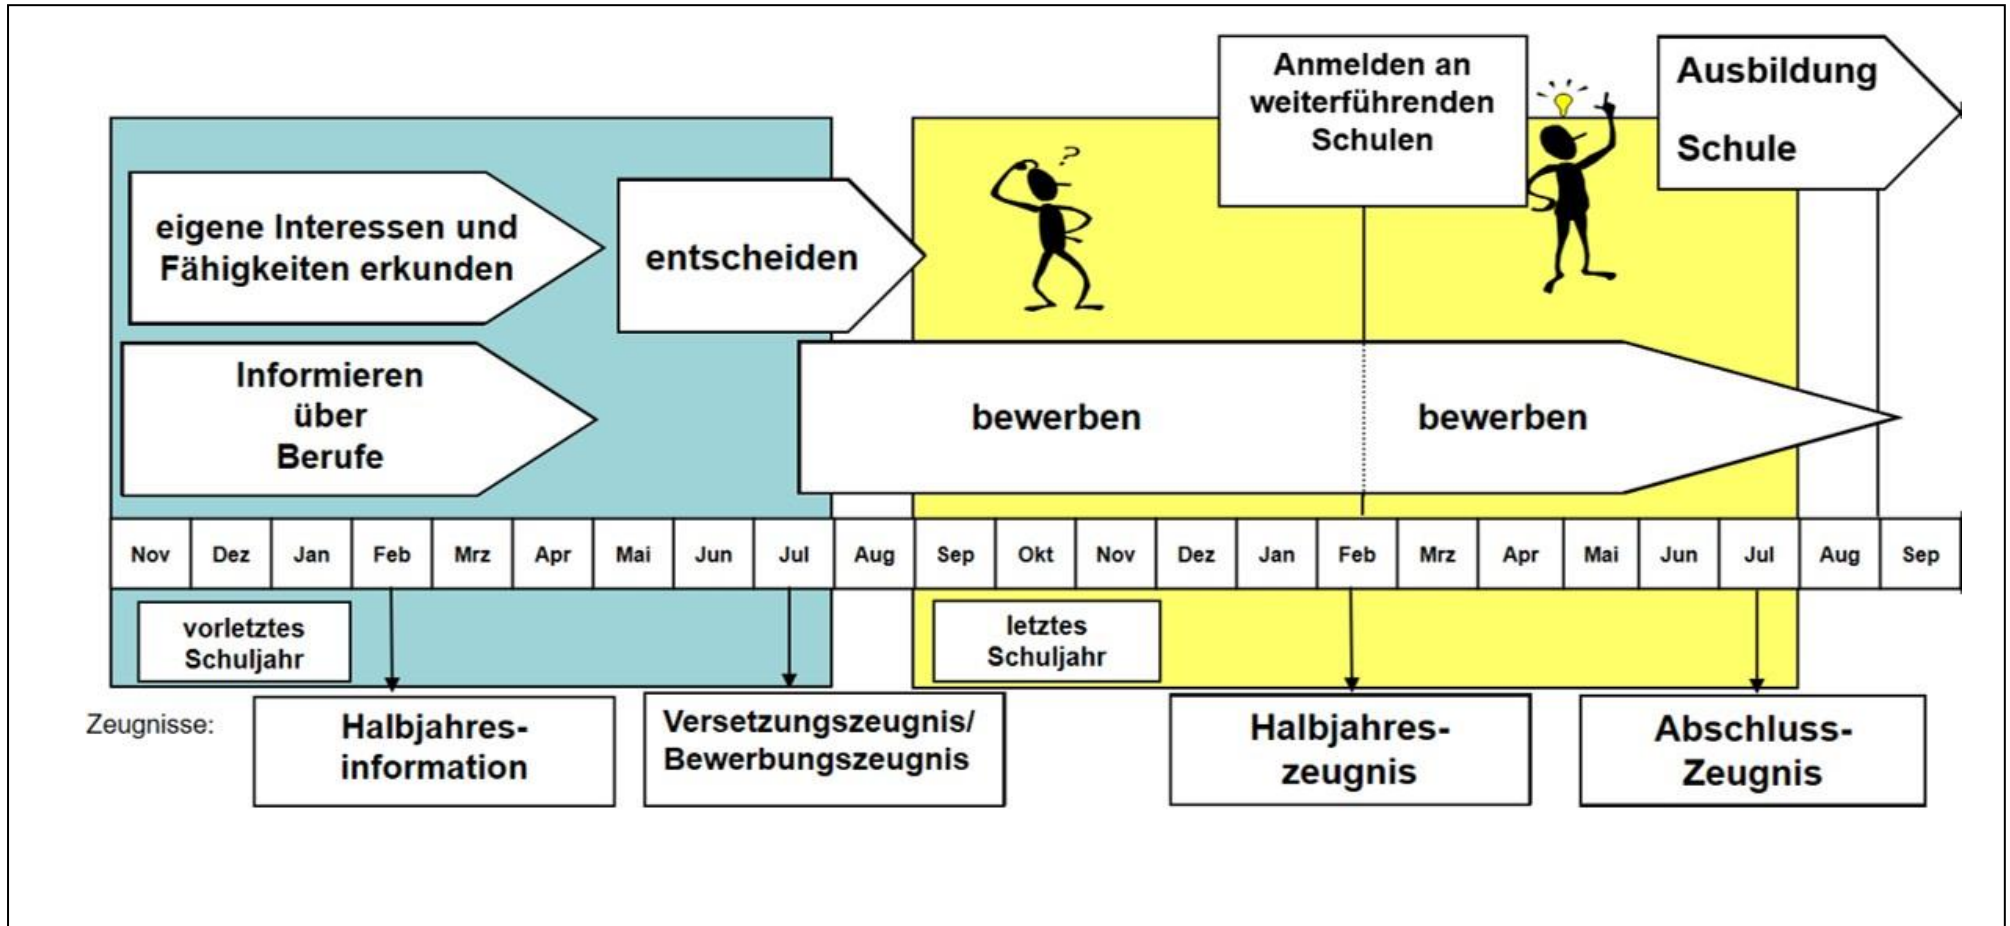 Anmelden an
weiterführenden
Schulen
Ausbildung
Schule
eigene Interessen und
Fähigkeiten erkunden
entscheiden
?
Informieren
über
Berufe
bewerben
bewerben
Nov Dez Jan Feb Mrz Apr Mai Jun Jul Aug Sep Okt Nov Dez Jan Feb Mrz Apr Mai Jun Jul Aug Sep
vorletztes
Schuljahr
letztes
Schuljahr
Zeugnisse:
Halbjahres-
information
Versetzungszeugnis/
Bewerbungszeugnis
Halbjahres-
zeugnis
Abschluss-
Zeugnis